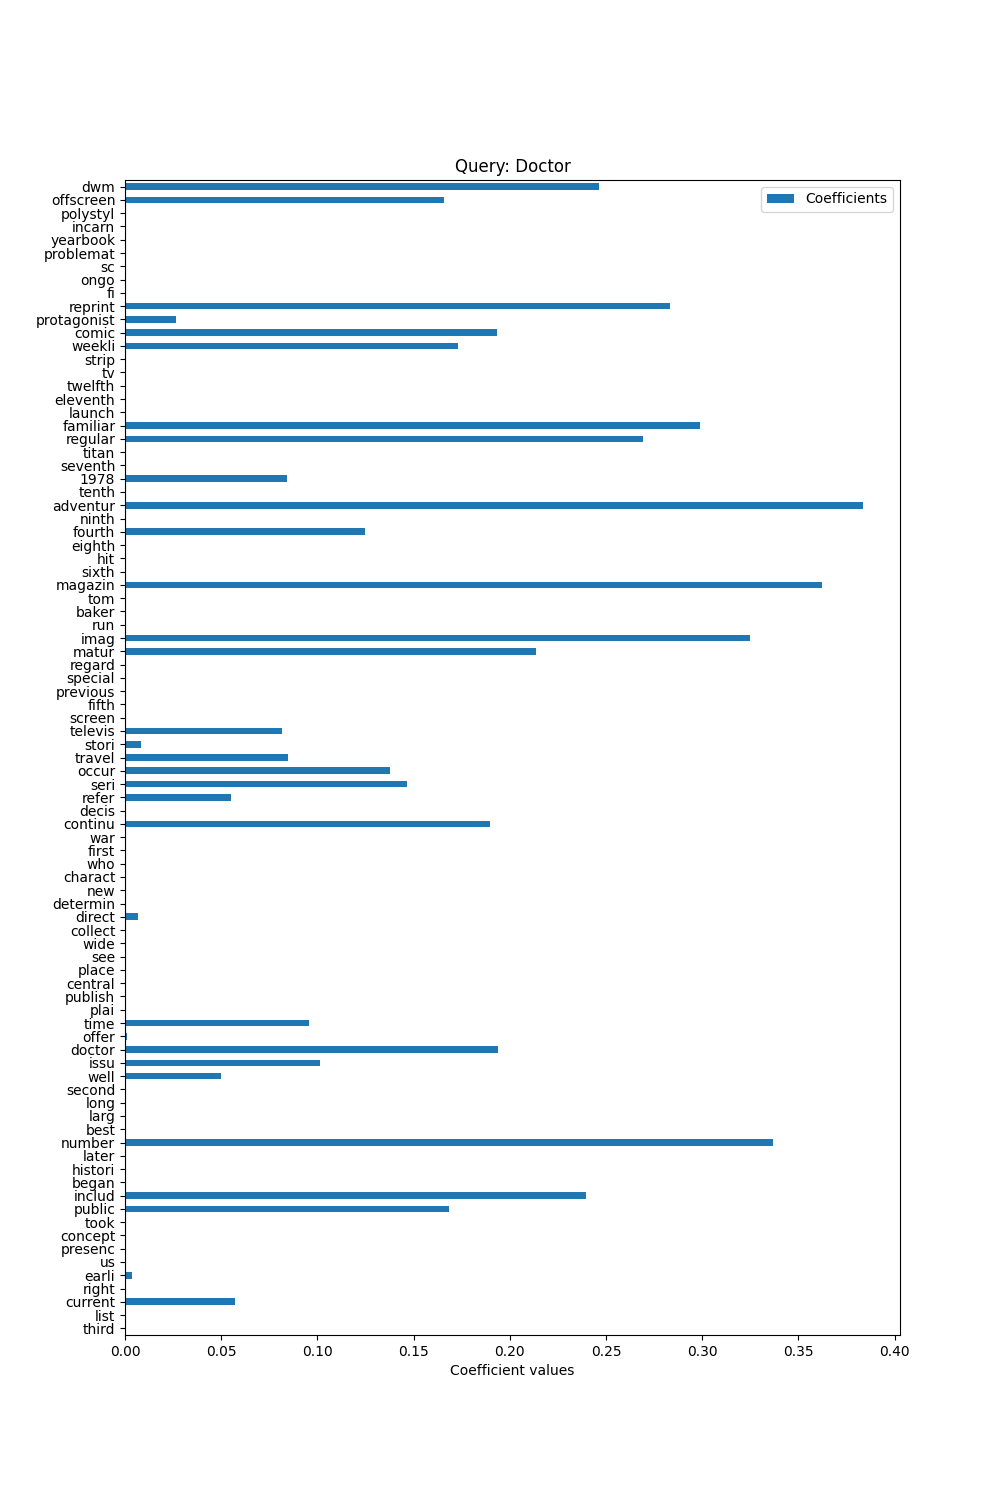 Query: Doctor
Coefficients
dwm
offscreen
polystyl
incarn
yearbook
problemat
sc
ongo
fi
reprint
protagonist
comic
weekli
strip
tv
twelfth
eleventh
launch
familiar
regular
titan
seventh
1978
tenth
adventur
ninth
fourth
eighth
hit
sixth
magazin
tom
baker
run
imag
matur
regard
special
previous
fifth
screen
televis
stori
travel
occur
seri
refer
decis
continu
war
first
who
charact
new
determin
direct
collect
wide
see
place
central
publish
plai
time
offer
doctor
issu
well
second
long
larg
best
number
later
histori
began
includ
public
took
concept
presenc
us
earli
right
current
list
third
0.00 0.05 0.10 0.15 0.20 0.25 0.30 0.35 0.40
Coefficient values